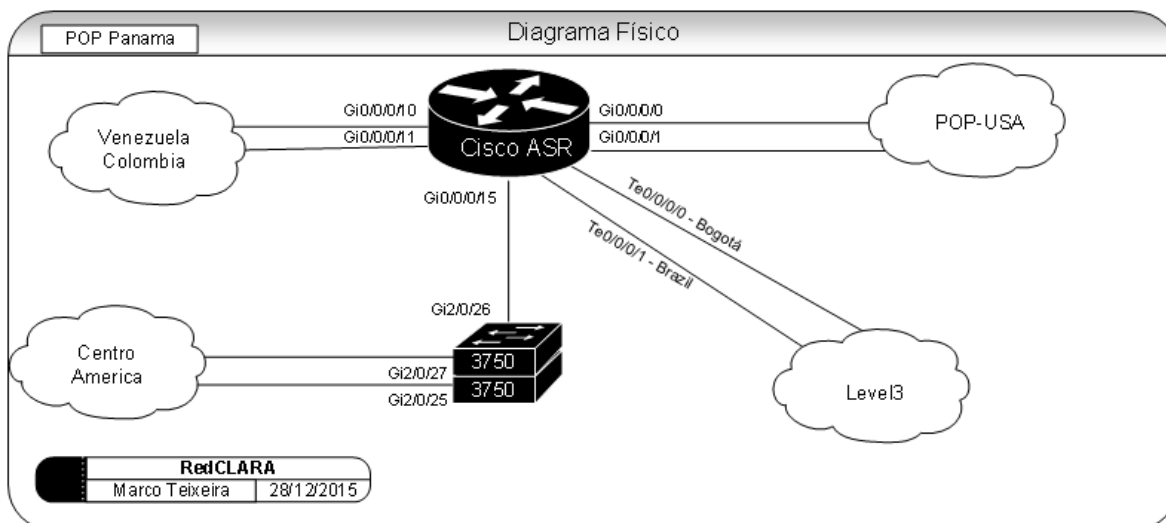 POP Panama
Diagrama Físico
Venezuela
Colombia
Gi0/0/0/10
Gi0/0/0/11
Cisco ASR
Gi0/0/0/0
Gi0/0/0/1
POP-USA
Gi0/0/0/15
Te0/0/0/0 - Bogotá
Te0/0/0/1 - Brazil
Gi2/0/26
Centro
America
Gi2/0/27
Gi2/0/25
3750
3750
Level3
RedCLARA
Marco Teixeira
28/12/2015